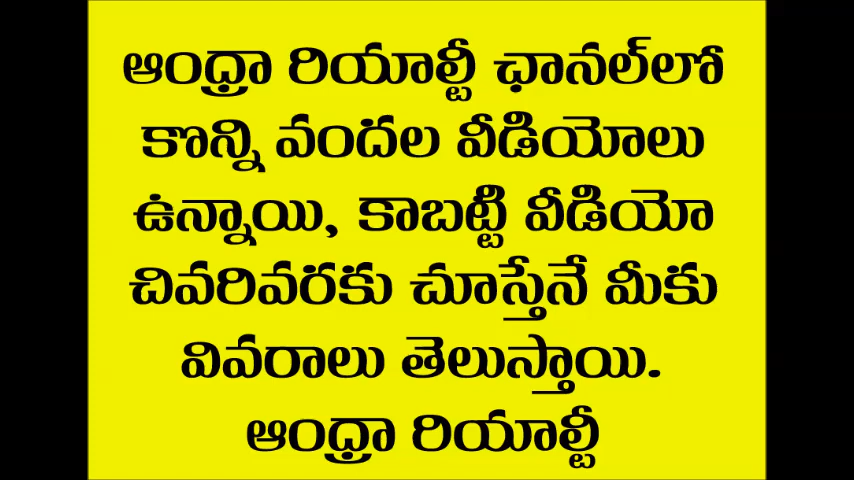 ఆంధ్రా రియాల్టీ ఛానల్‌లో
కొన్ని వందల వీడియోలు
ఉన్నాయి, కాబట్టి వీడియో
చివరివరకు చూస్తేనే మీకు
వివరాలు తెలుస్తాయి.
ఆంధ్రా రియాల్టీ